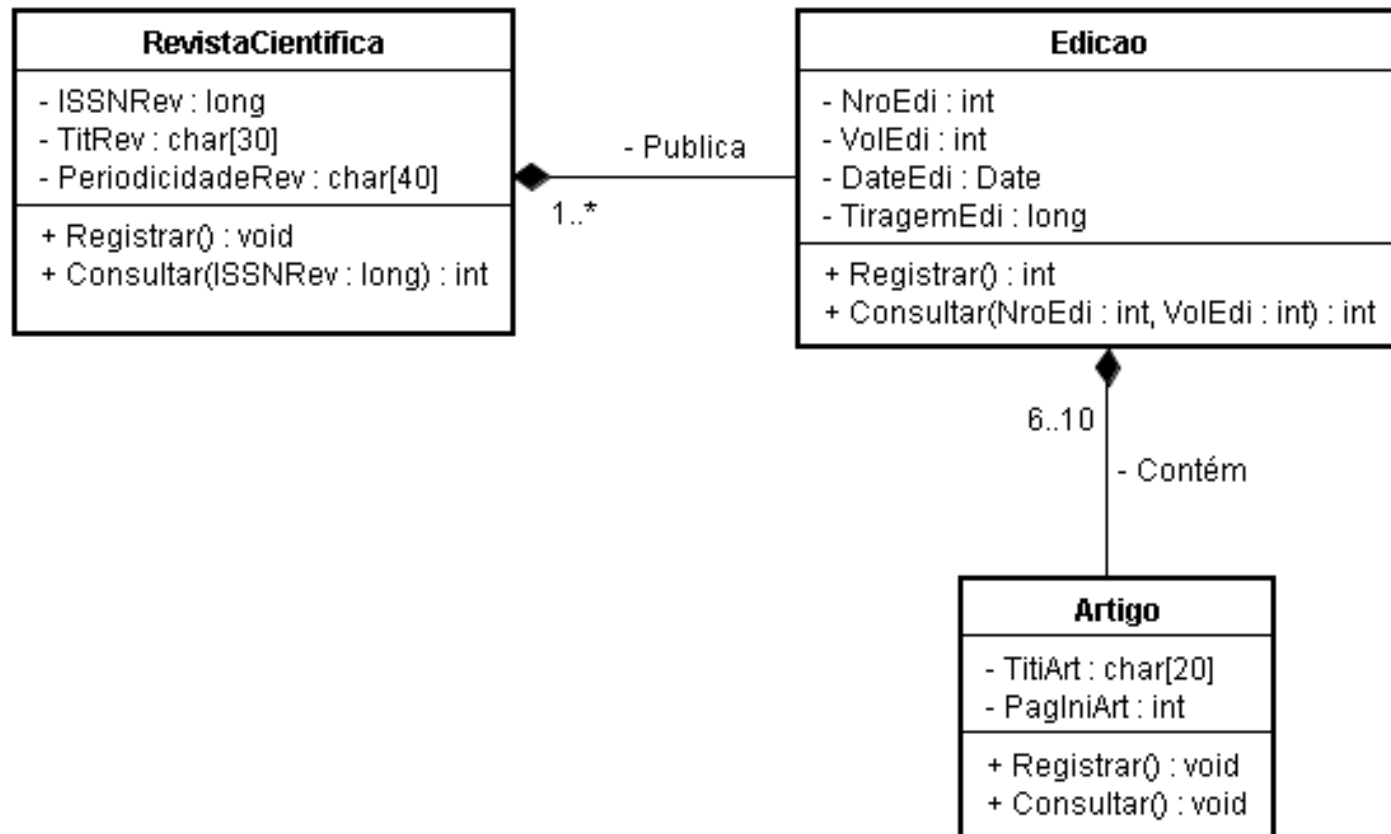 RevistaCientifica
- ISSNRev : long
- TitRev : char[30]
- PeriodicidadeRev : char[40]
+ Registrar() : void
+ Consultar(ISSNRev : long) : int
- Publica
1..*
Edicao
- NroEdi : int
- VolEdi : int
- DateEdi : Date
- TiragemEdi : long
+ Registrar() : int
+ Consultar(NroEdi : int, VolEdi : int) : int
6..10
- Contém
Artigo
- TitiArt : char[20]
- PagIniArt : int
+ Registrar() : void
+ Consultar() : void